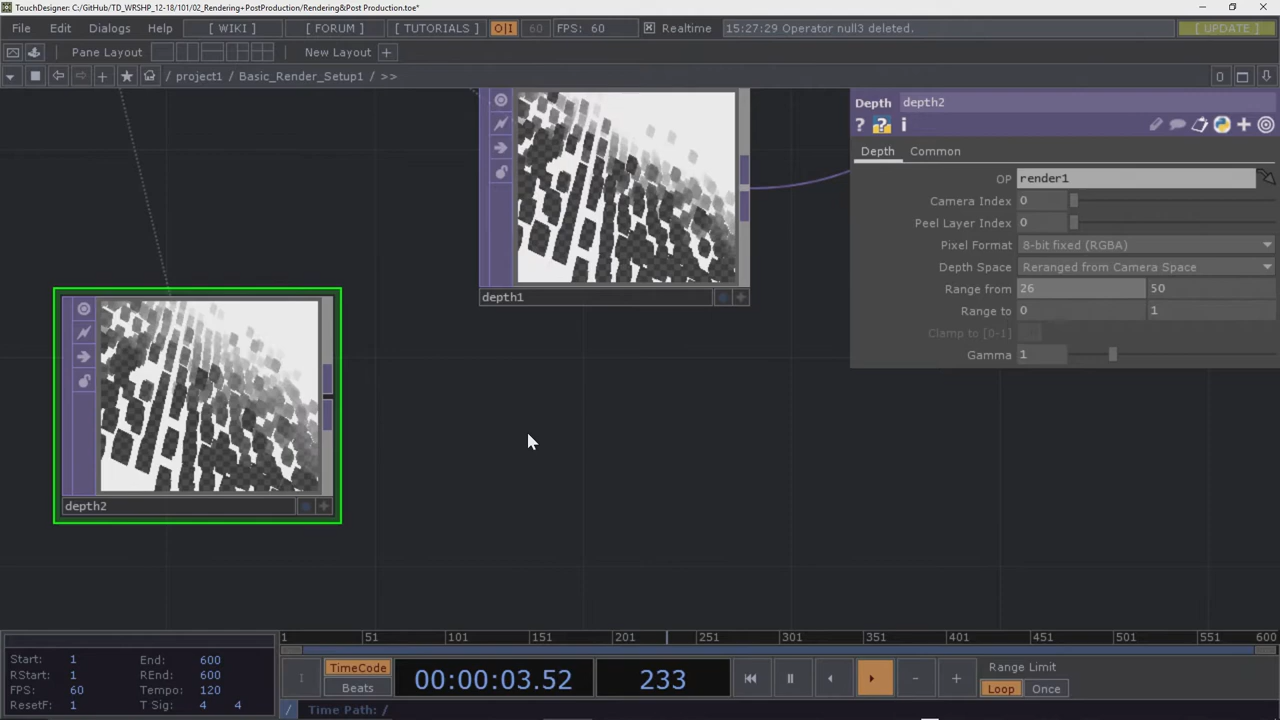 TouchDesigner: C:/GitHub/TD_WRSHP_12-18/101/02_Rendering+PostProduction/Rendering&Post Production.toe*
File Edit Dialogs Help [ WIKI ] [ FORUM ] [ TUTORIALS ] O|I 60 FPS: 60 Realtime 15:27:29 Operator null3 deleted. [ UPDATE ]
Pane Layout New Layout +
/ project1 / Basic_Render_Setup1 / >> 0
Depth depth2
? ? i
Depth Common
OP render1
Camera Index 0
Peel Layer Index 0
Pixel Format 8-bit fixed (RGBA)
Depth Space Reranged from Camera Space
Range from 26 50
Range to 0 1
Clamp to [0-1]
Gamma 1
depth1
depth2
1 51 101 151 201 251 301 351 401 451 501 551 600
Start: 1 End: 600
RStart: 1 REnd: 600
FPS: 60 Tempo: 120
ResetF: 1 T Sig: 4 4
1 TimeCode Beats 00:00:03.52 233 - + Range Limit
Loop Once
/ Time Path: /